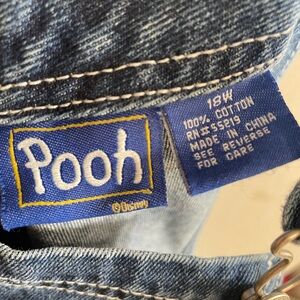 Pooh
©Disney
18W
100% COTTON
RN#55219
MADE IN CHINA
SEE REVERSE
FOR CARE